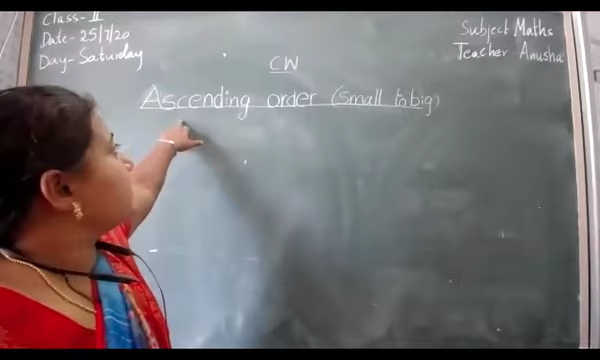 Class- II
Date- 25/7/20
Day- Saturday
Subject Maths
Teacher Anusha
CW
Ascending order (small to big)